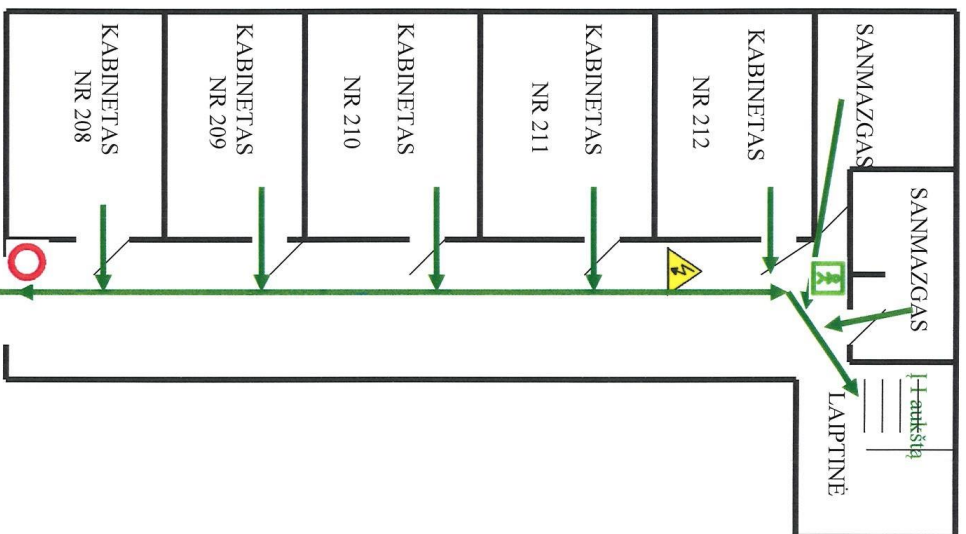 KABINETAS
NR 208
KABINETAS
NR 209
KABINETAS
NR 210
KABINETAS
NR 211
KABINETAS
NR 212
SANMAZGAS
SANMAZGAS
Į I aukštą
LAIPTINĖ